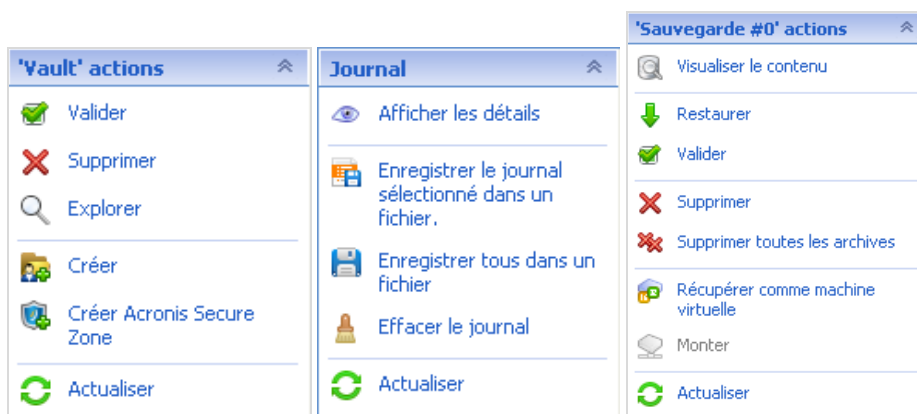 'Vault' actions
Valider
Supprimer
Explorer
Créer
Créer Acronis Secure
Zone
Actualiser
Journal
Afficher les détails
Enregistrer le journal
sélectionné dans un
fichier.
Enregistrer tous dans un
fichier
Effacer le journal
Actualiser
'Sauvegarde #0' actions
Visualiser le contenu
Restaurer
Valider
Supprimer
Supprimer toutes les archives
Récupérer comme machine
virtuelle
Monter
Actualiser